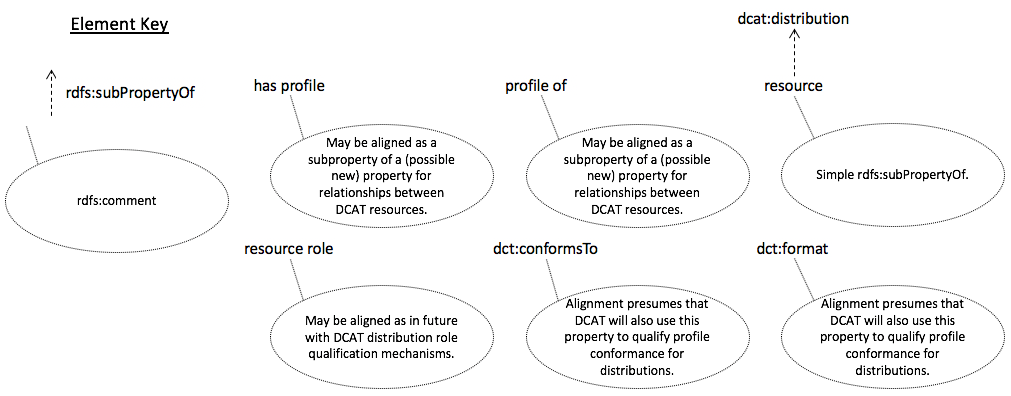 Element Key
rdfs:subPropertyOf
rdfs:comment
has profile
May be aligned as a
subproperty of a (possible
new) property for
relationships between
DCAT resources.
profile of
May be aligned as a
subproperty of a (possible
new) property for
relationships between
DCAT resources.
dcat:distribution
resource
Simple rdfs:subPropertyOf.
resource role
May be aligned as in future
with DCAT distribution role
qualification mechanisms.
dct:conformsTo
Alignment presumes that
DCAT will also use this
property to qualify profile
conformance for
distributions.
dct:format
Alignment presumes that
DCAT will also use this
property to qualify profile
conformance for
distributions.